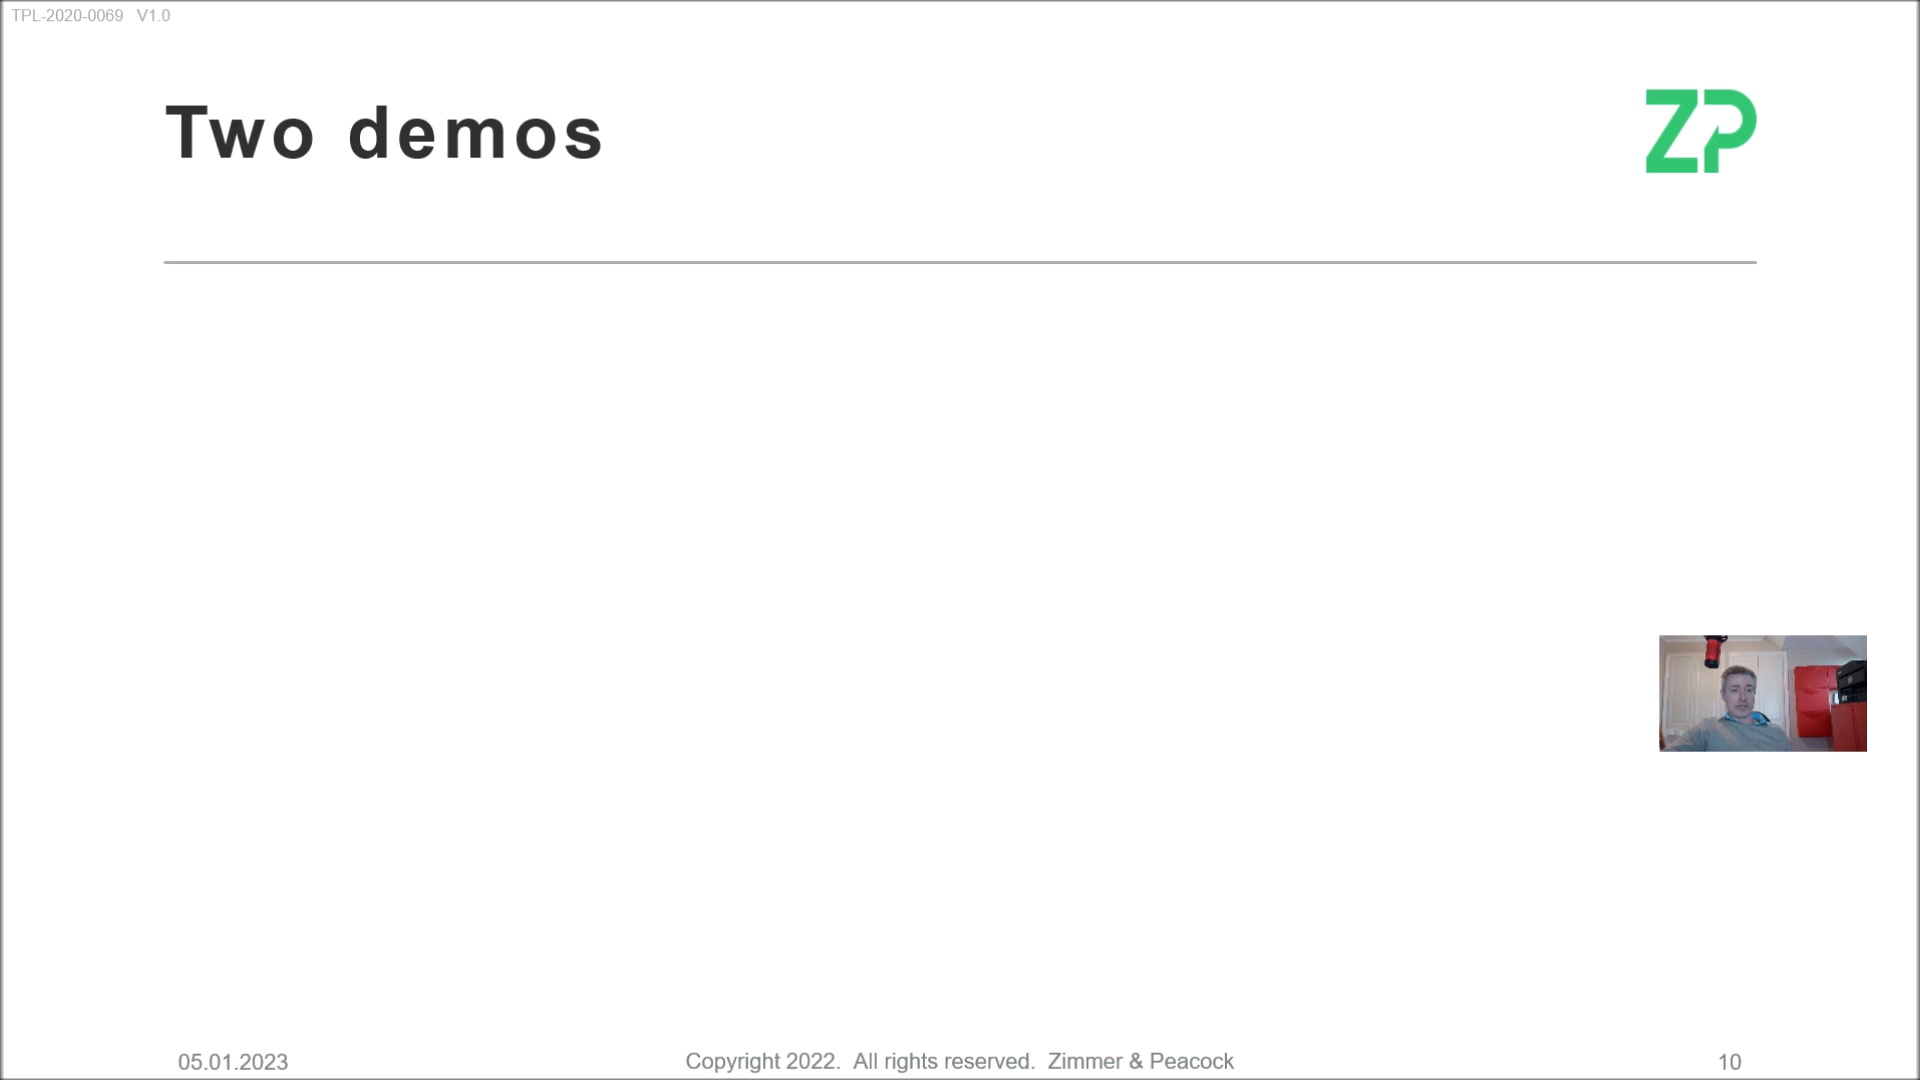 TPL-2020-0069 V1.0
Two demos
ZP
05.01.2023
Copyright 2022. All rights reserved. Zimmer & Peacock
10